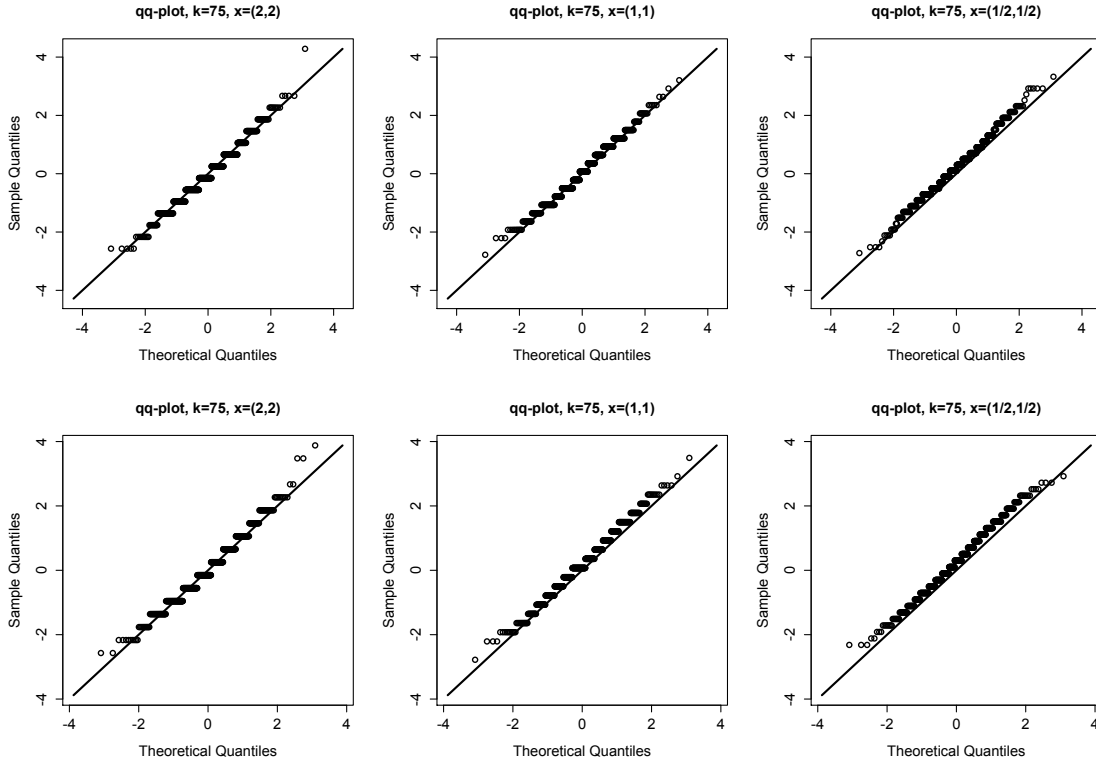 qq-plot, k=75, x=(2,2)
Sample Quantiles
4
2
0
-2
-4
-4 -2 0 2 4
Theoretical Quantiles
qq-plot, k=75, x=(1,1)
Sample Quantiles
4
2
0
-2
-4
-4 -2 0 2 4
Theoretical Quantiles
qq-plot, k=75, x=(1/2,1/2)
Sample Quantiles
4
2
0
-2
-4
-4 -2 0 2 4
Theoretical Quantiles
qq-plot, k=75, x=(2,2)
Sample Quantiles
4
2
0
-2
-4
-4 -2 0 2 4
Theoretical Quantiles
qq-plot, k=75, x=(1,1)
Sample Quantiles
4
2
0
-2
-4
-4 -2 0 2 4
Theoretical Quantiles
qq-plot, k=75, x=(1/2,1/2)
Sample Quantiles
4
2
0
-2
-4
-4 -2 0 2 4
Theoretical Quantiles